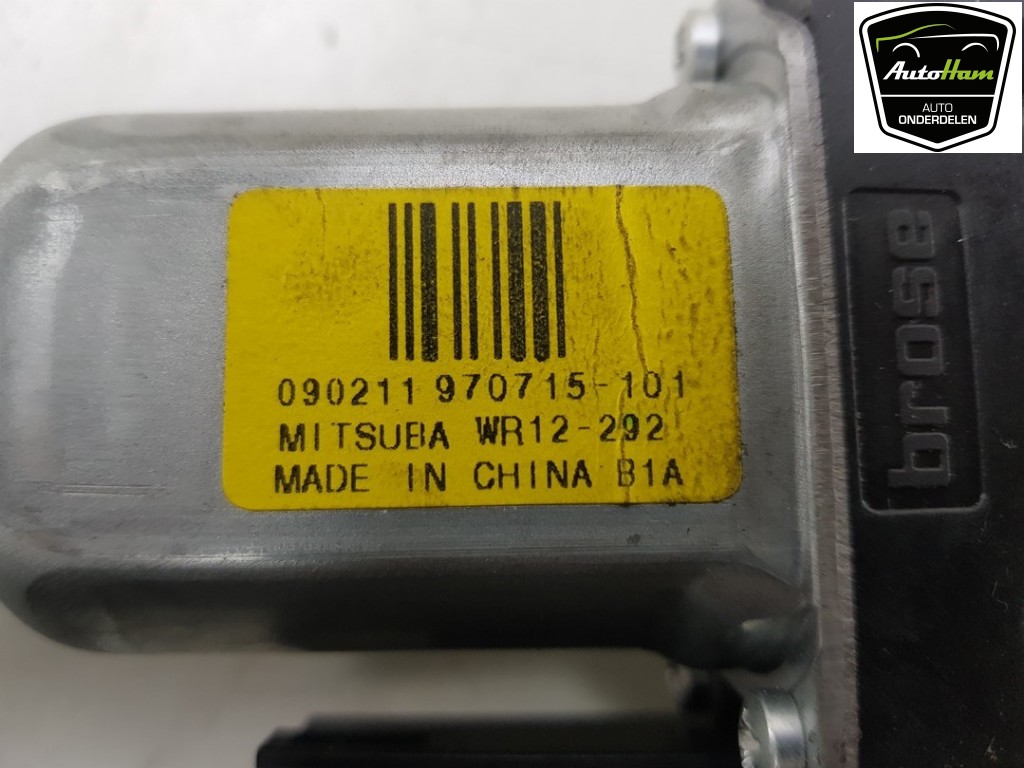 AutoHam
AUTO
ONDERDELEN
090211 970715-101
MITSUBA WR12-292
MADE IN CHINA B1A
brose